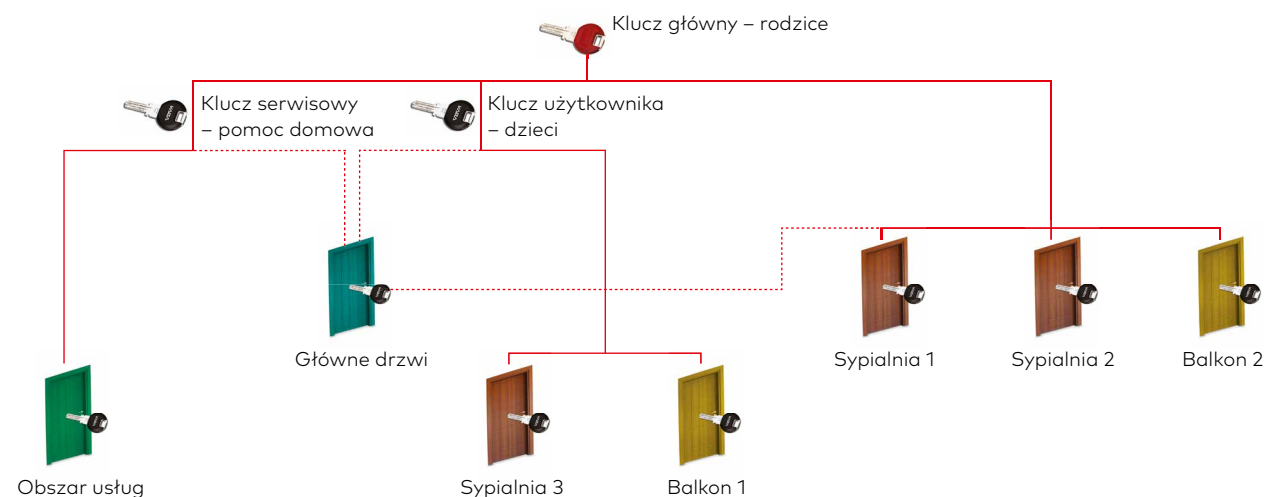 Klucz główny – rodzice
Klucz serwisowy
– pomoc domowa
Klucz użytkownika
– dzieci
Główne drzwi
Sypialnia 1
Sypialnia 2
Balkon 2
Obszar usług
Sypialnia 3
Balkon 1